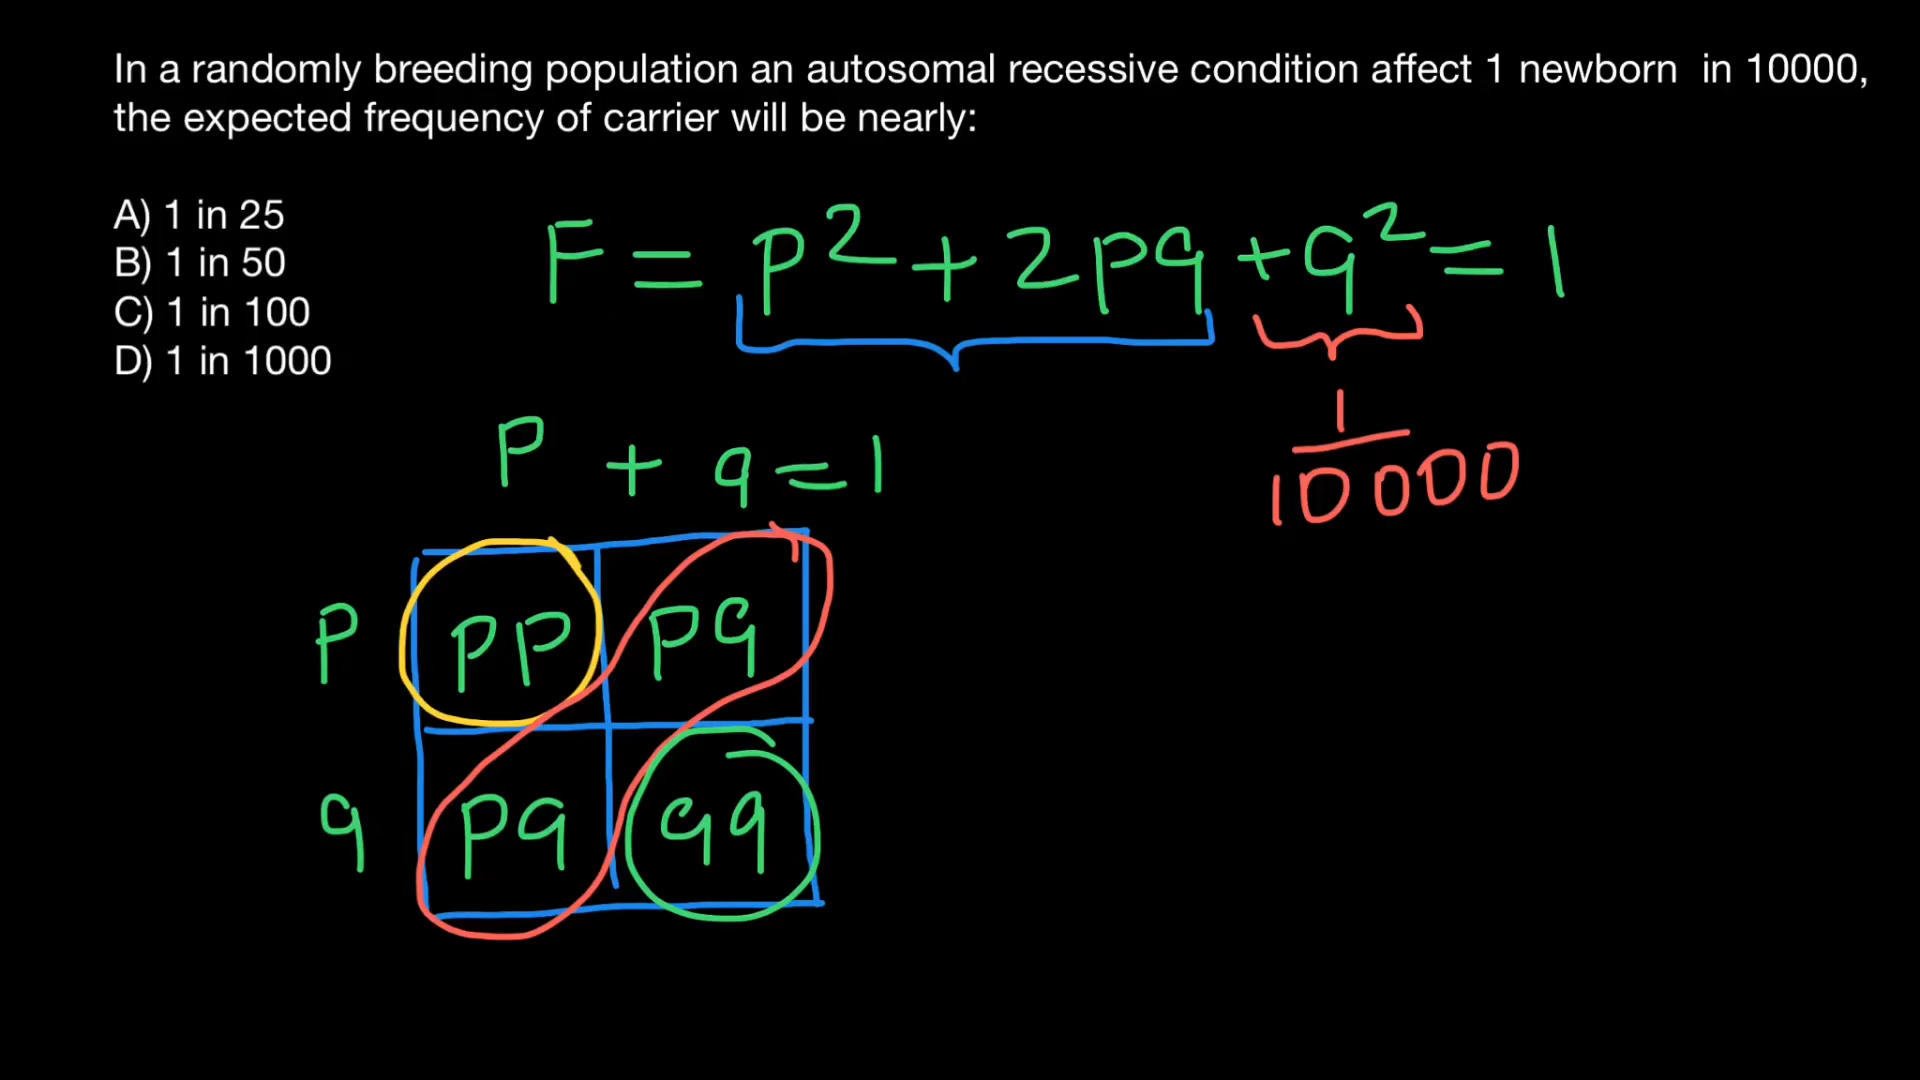 In a randomly breeding population an autosomal recessive condition affect 1 newborn  in 10000,
the expected frequency of carrier will be nearly:
A) 1 in 25
B) 1 in 50
C) 1 in 100
D) 1 in 1000
F = p² + 2pq + q² = 1
1
10000
P + q = 1
p pp pq
q pq qq